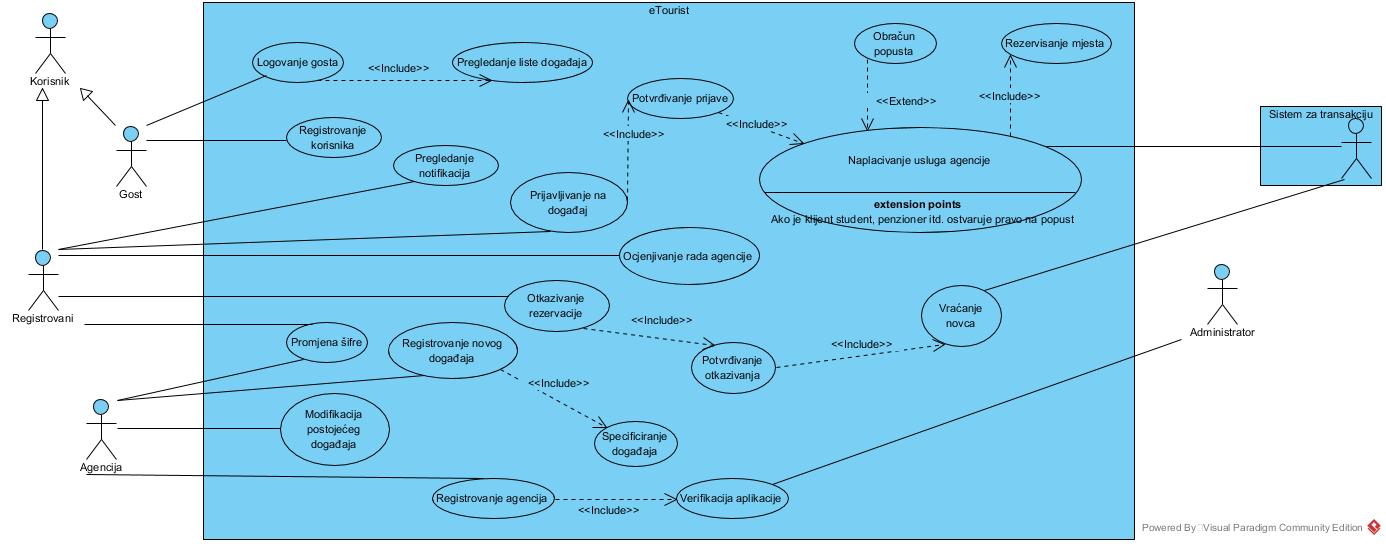 eTourist
Korisnik
Gost
Registrovani
Agencija
Logovanje gosta
<<Include>>
Pregledanje liste događaja
Registrovanje
korisnika
Pregledanje
notifikacija
Prijavljivanje na
događaj
<<Include>>
Potvrđivanje prijave
<<Include>>
Obračun
popusta
<<Extend>>
Rezervisanje mjesta
<<Include>>
Naplacivanje usluga agencije
extension points
Ako je klijent student, penzioner itd. ostvaruje pravo na popust
Sistem za transakciju
Ocjenjivanje rada agencije
Otkazivanje
rezervacije
<<Include>>
Potvrđivanje
otkazivanja
<<Include>>
Vraćanje
novca
Administrator
Promjena šifre
Registrovanje novog
događaja
<<Include>>
Specificiranje
događaja
Modifikacija
postojećeg
događaja
Registrovanje agencija
<<Include>>
Verifikacija aplikacije
Powered By Visual Paradigm Community Edition